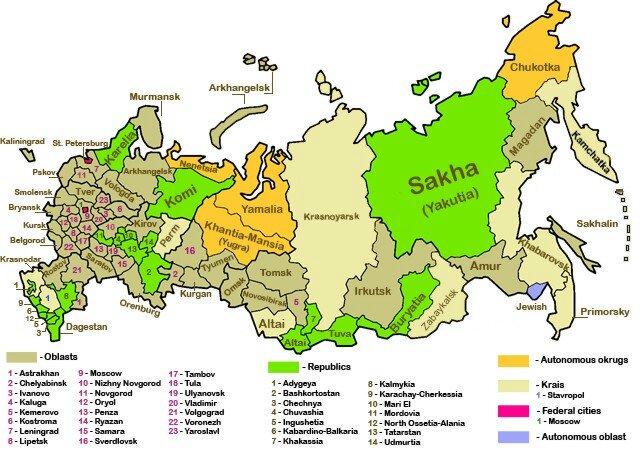 Chukotka
Arkhangelsk
Murmansk
Magadan
Kaliningrad
St. Petersburg
Karelia
Kamchatka
Nenetsia
Arkhangelsk
Pskov
11
7
Sakha
(Yakutia)
Komi
Smolensk
Tver
Vologda
23
Yamalia
Krasnoyarsk
Bryansk
Kursk
Kirov
Perm
16
Khantia-Mansia
(Yugra)
Sakhalin
Belgorod
22
Khabarovsk
Krasnodar
Rostov
21
Saratov
15
2
2
Tyumen
Tomsk
Amur
Omsk
Novosibirsk
5
Irkutsk
Buryatia
Zabaykalsk
Jewish
Primorsky
1
9
6
12
5
3
1
8
1
Dagestan
Orenburg
Kurgan
Altai
7
Altai
Tuva
- Oblasts
1 - Astrakhan
2 - Chelyabinsk
3 - Ivanovo
4 - Kaluga
5 - Kemerovo
6 - Kostroma
7 - Leningrad
8 - Lipetsk
9 - Moscow
10 - Nizhny Novgorod
11 - Novgorod
12 - Oryol
13 - Penza
14 - Ryazan
15 - Samara
16 - Sverdlovsk
17 - Tambov
18 - Tula
19 - Ulyanovsk
20 - Vladimir
21 - Volgograd
22 - Voronezh
23 - Yaroslavl
- Republics
1 - Adygeya
2 - Bashkortostan
3 - Chechnya
4 - Chuvashia
5 - Ingushetia
6 - Kabardino-Balkaria
7 - Khakassia
8 - Kalmykia
9 - Karachay-Cherkessia
10 - Mari El
11 - Mordovia
12 - North Ossetia-Alania
13 - Tatarstan
14 - Udmurtia
- Autonomous okrugs
- Krais
1 - Stavropol
- Federal cities
1 - Moscow
- Autonomous oblast